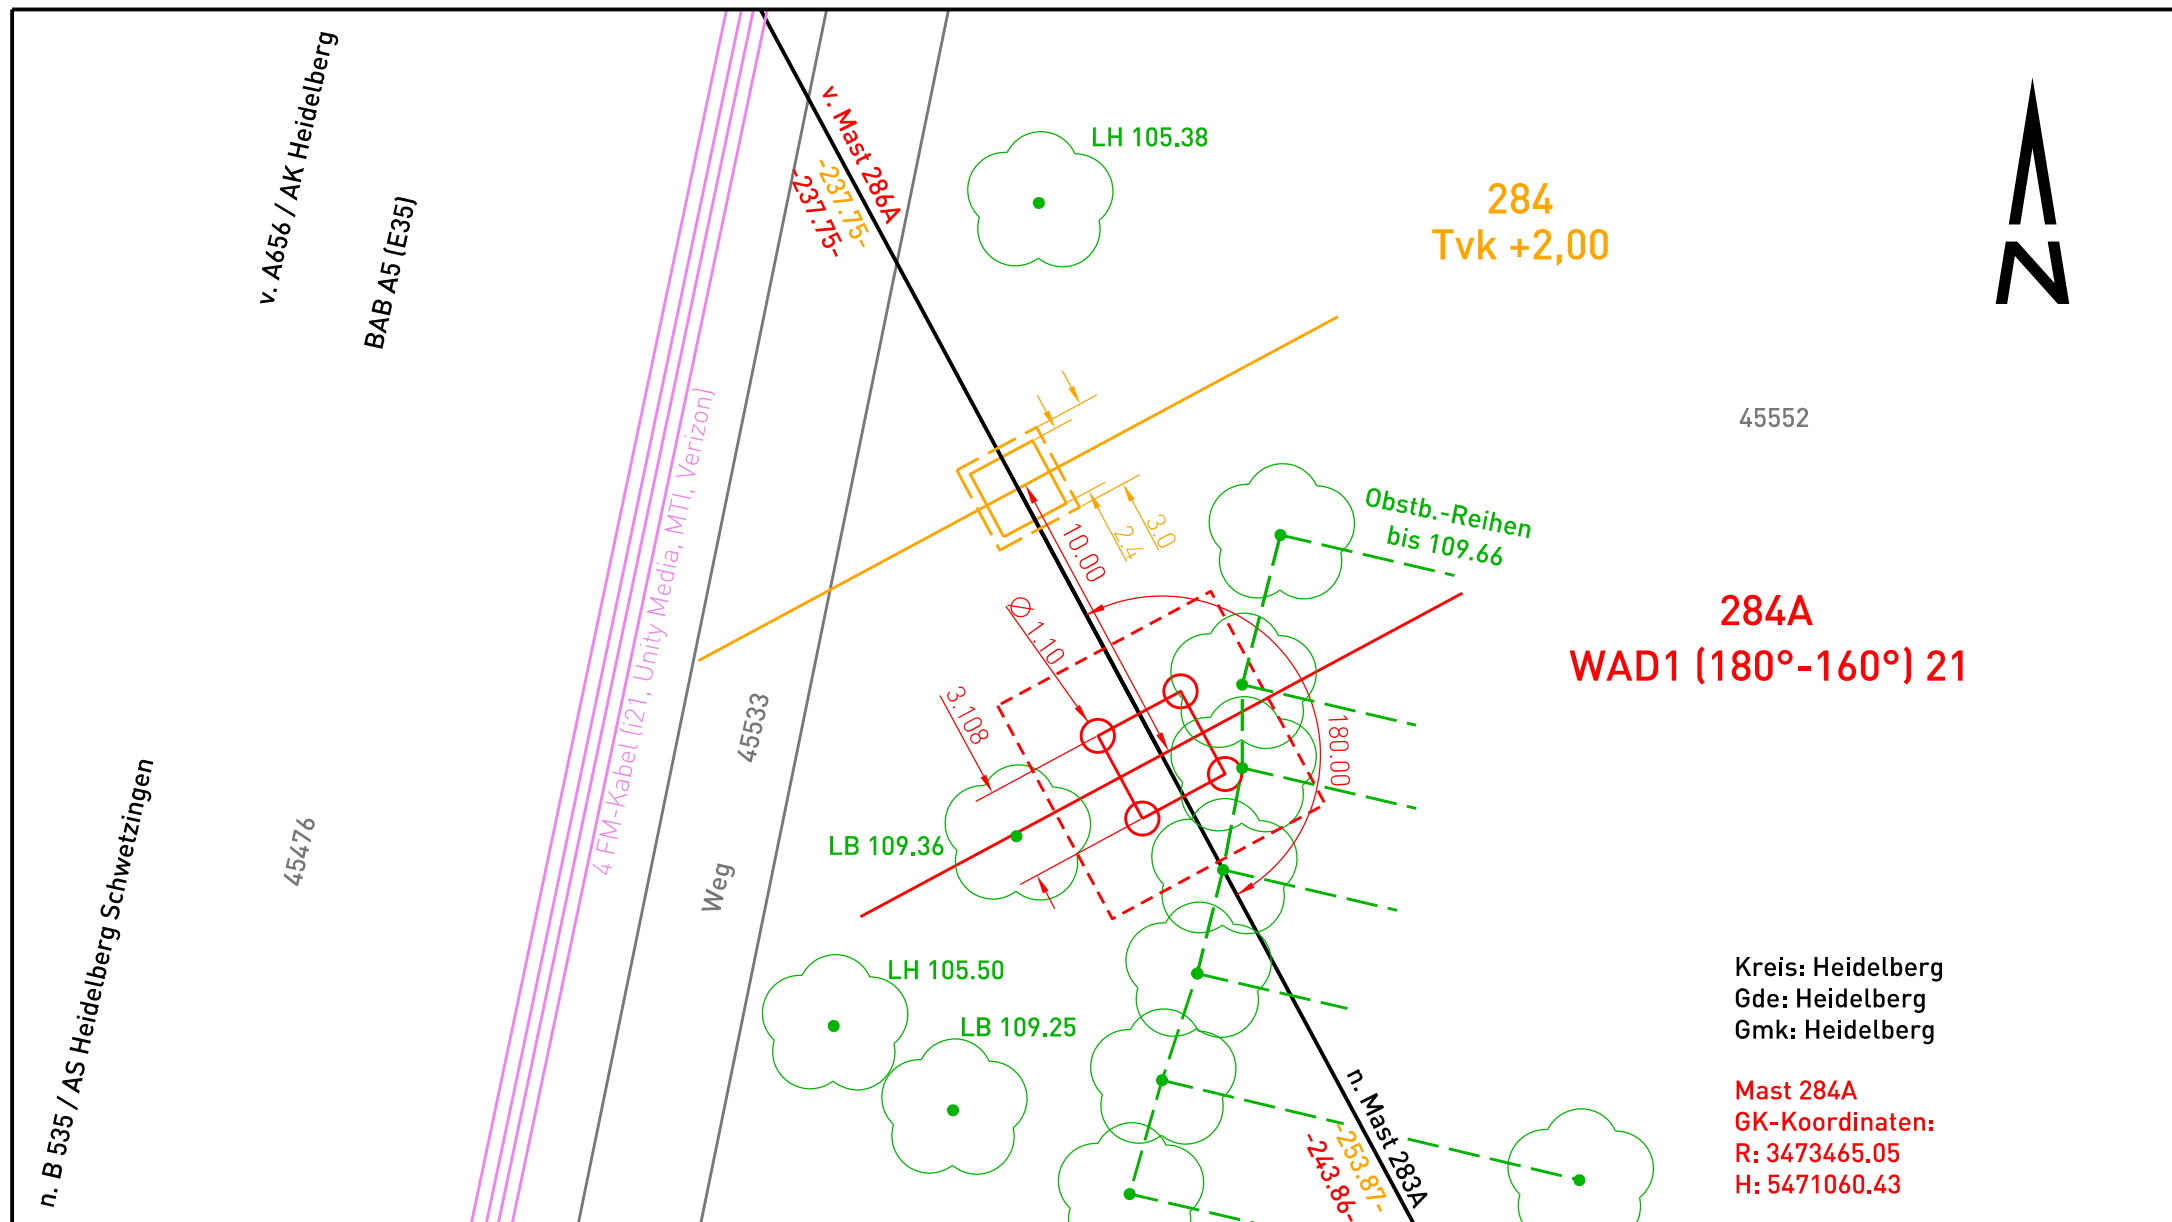 v. A656 / AK Heidelberg
BAB A5 (E35)
v. Mast 286A
-237.75-
-237.75-
LH 105.38
284
Tvk +2,00
N
45552
4 FM-Kabel (i21, Unity Media, MTI, Verizon)
3.0
2.4
10.00
Obstb.-Reihen
bis 109.66
284A
WAD1 (180°-160°) 21
Ø 1.10
3.108
180.00
45533
Weg
45476
n. B 535 / AS Heidelberg Schwetzingen
LB 109.36
LH 105.50
LB 109.25
n. Mast 283A
-253.87-
-243.86-
Kreis: Heidelberg
Gde: Heidelberg
Gmk: Heidelberg
Mast 284A
GK-Koordinaten:
R: 3473465.05
H: 5471060.43